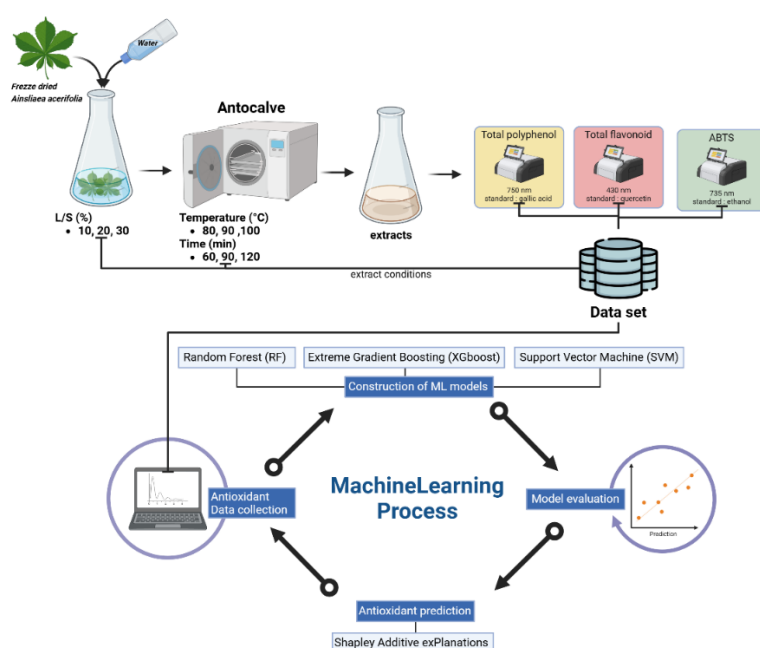 Water
Frezze dried
Ainsliaea acerifolia
L/S (%)
• 10, 20, 30
Antocalve
Temperature (°C)
• 80, 90 ,100
Time (min)
• 60, 90, 120
extracts
Total polyphenol
750 nm
standard : gallic acid
Total flavonoid
430 nm
standard : quercetin
ABTS
735 nm
standard : ethanol
extract conditions
Data set
Random Forest (RF)
Extreme Gradient Boosting (XGboost)
Support Vector Machine (SVM)
Construction of ML models
Antioxidant
Data collection
MachineLearning
Process
Model evaluation
Prediction
Antioxidant prediction
Shapley Additive exPlanations